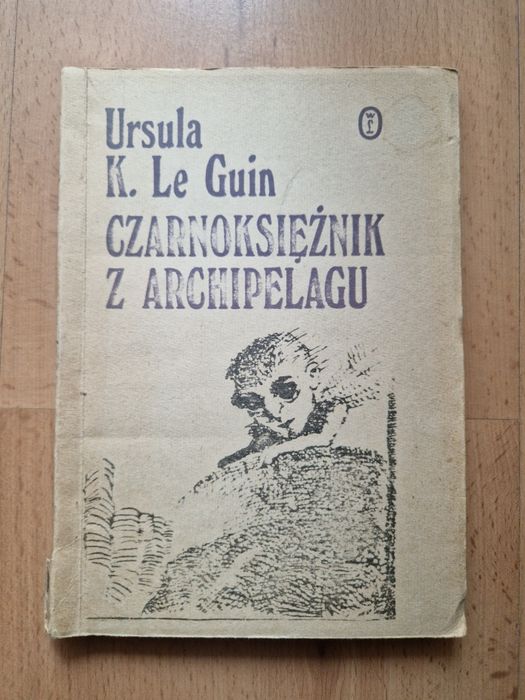 Ursula
K. Le Guin
CZARNOKSIĘŻNIK
Z ARCHIPELAGU